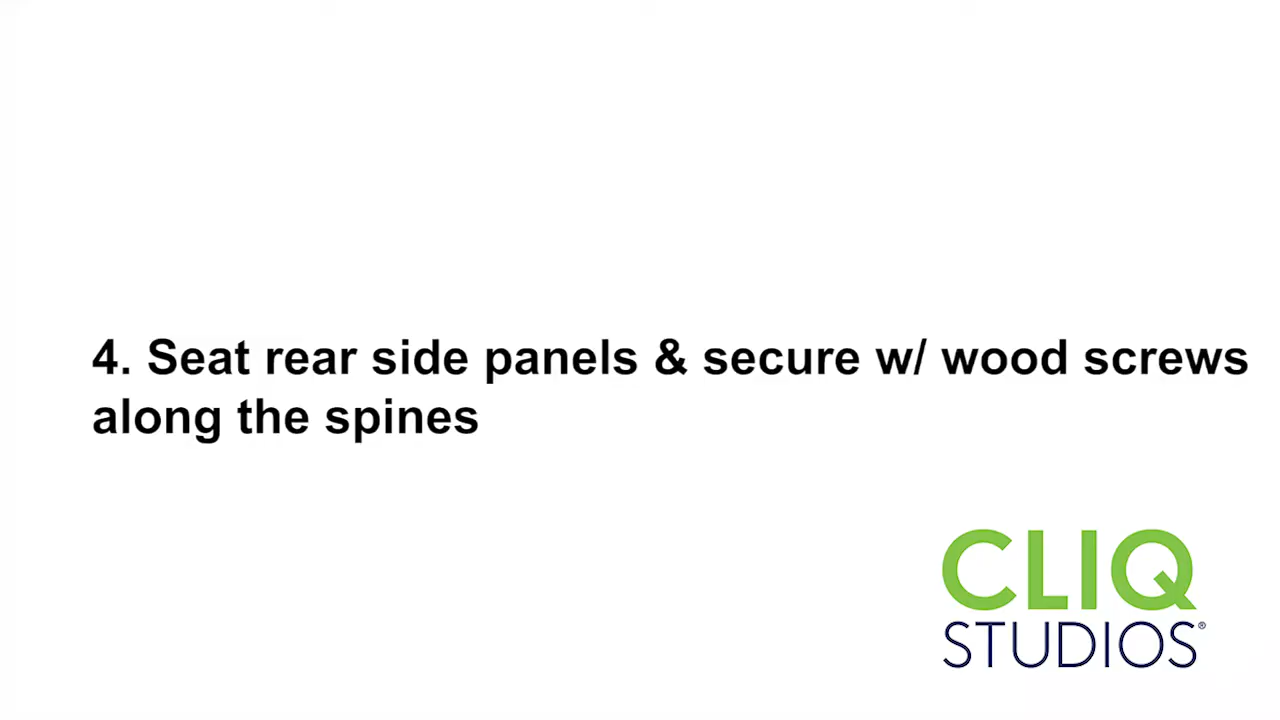 4. Seat rear side panels & secure w/ wood screws
along the spines
CLIQ
STUDIOS®